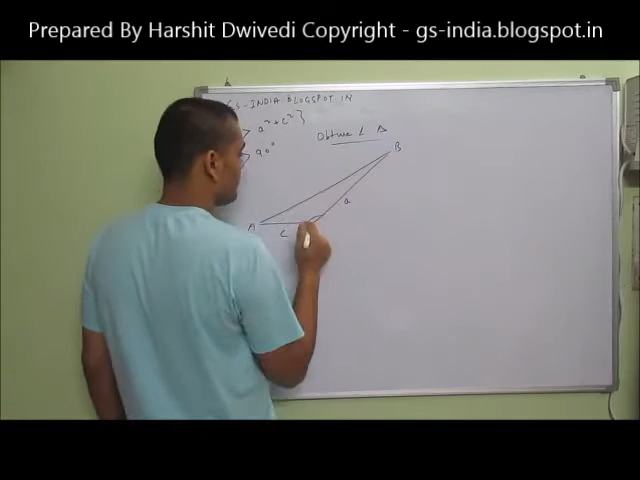 Prepared By Harshit Dwivedi Copyright - gs-india.blogspot.in
GS-INDIA.BLOGSPOT.IN
> a² + c² }
Obtuse ∠ Δ
> 90°
B
a
A
c